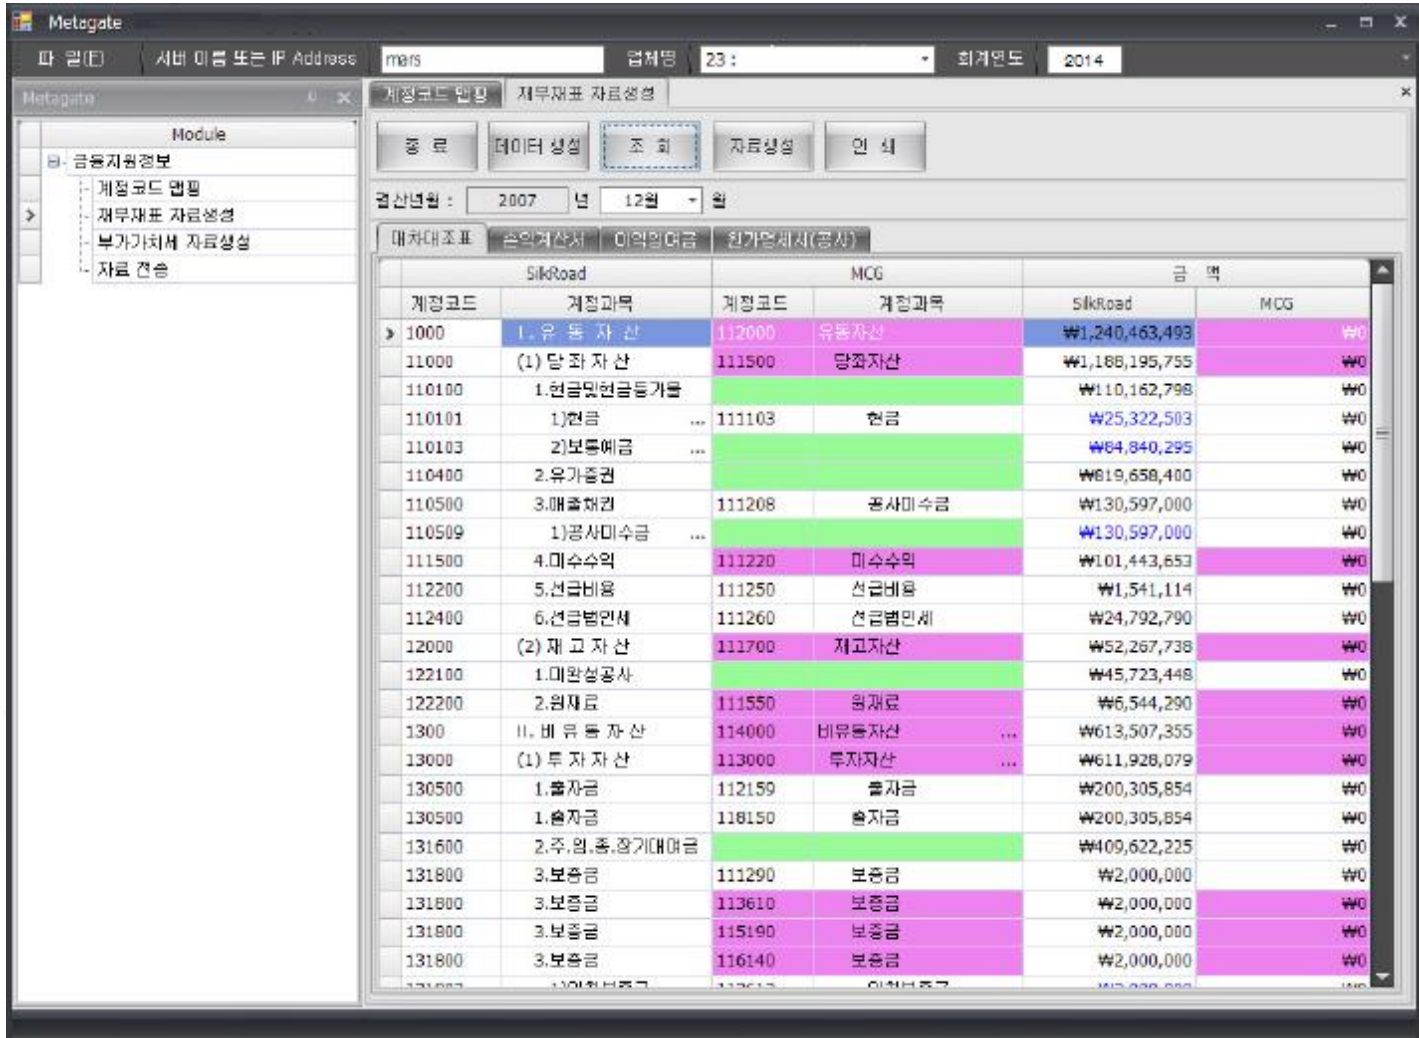 Metagate
파 일(F) 서버 이름 또는 IP Address mars 업체명 23 : 회계연도 2014
Metagate 계정코드 맵핑 재무재표 자료생성
Module
금융지원정보
계정코드 맵핑
재무재표 자료생성
부가가치세 자료생성
자료 전송
종 료 데이터 생성 조 회 자료생성 인 쇄
결산년월 : 2007 년 12월 월
대차대조표 손익계산서 이익잉여금 원가명세서(공사)
SilkRoad MCG 금 액
계정코드 계정과목 계정코드 계정과목 SilkRoad MCG
1000 I. 유 동 자 산 112000 유동자산 ₩1,240,463,493 ₩0
11000 (1) 당 좌 자 산 111500 당좌자산 ₩1,188,195,755 ₩0
110100 1.현금및현금등가물 ₩110,162,798 ₩0
110101 1)현금 ... 111103 현금 ₩25,322,503 ₩0
110103 2)보통예금 ... ₩84,840,295 ₩0
110400 2.유가증권 ₩819,658,400 ₩0
110500 3.매출채권 111208 공사미수금 ₩130,597,000 ₩0
110509 1)공사미수금 ... ₩130,597,000 ₩0
111500 4.미수수익 111220 미수수익 ₩101,443,653 ₩0
112200 5.선급비용 111250 선급비용 ₩1,541,114 ₩0
112400 6.선급법인세 111260 선급법인세 ₩24,792,790 ₩0
12000 (2) 재 고 자 산 111700 재고자산 ₩52,267,738 ₩0
122100 1.미완성공사 ₩45,723,448 ₩0
122200 2.원재료 111550 원재료 ₩6,544,290 ₩0
1300 II. 비 유 동 자 산 114000 비유동자산 ... ₩613,507,355 ₩0
13000 (1) 투 자 자 산 113000 투자자산 ... ₩611,928,079 ₩0
130500 1.출자금 112159 출자금 ₩200,305,854 ₩0
130500 1.출자금 118150 출자금 ₩200,305,854 ₩0
131600 2.주.임.종.장기대여금 ₩409,622,225 ₩0
131800 3.보증금 111290 보증금 ₩2,000,000 ₩0
131800 3.보증금 113610 보증금 ₩2,000,000 ₩0
131800 3.보증금 115190 보증금 ₩2,000,000 ₩0
131800 3.보증금 116140 보증금 ₩2,000,000 ₩0